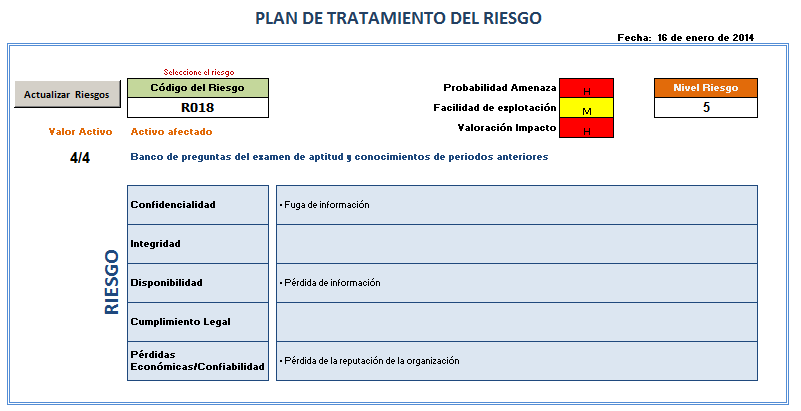 PLAN DE TRATAMIENTO DEL RIESGO
Fecha: 16 de enero de 2014
Seleccione el riesgo
Actualizar Riesgos
Código del Riesgo
R018
Probabilidad Amenaza H
Facilidad de explotación M
Valoración Impacto H
Nivel Riesgo
5
Valor Activo Activo afectado
4/4 Banco de preguntas del examen de aptitud y conocimientos de periodos anteriores
RIESGO
Confidencialidad • Fuga de información
Integridad
Disponibilidad • Pérdida de información
Cumplimiento Legal
Pérdidas
Económicas/Confiabilidad • Pérdida de la reputación de la organización